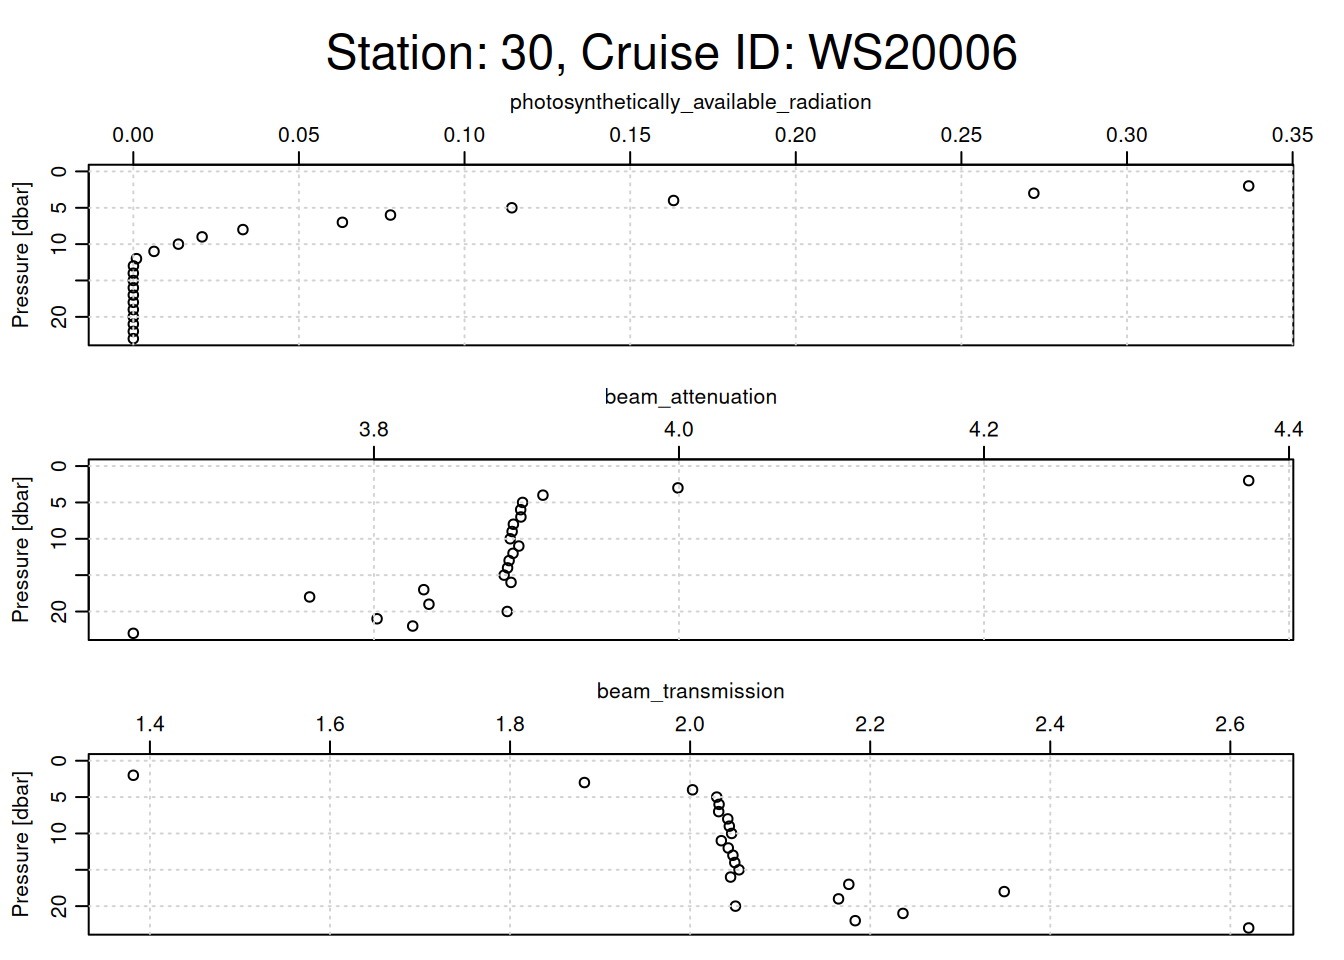 Station: 30, Cruise ID: WS20006
photosynthetically_available_radiation
0.00 0.05 0.10 0.15 0.20 0.25 0.30 0.35
Pressure [dbar]
0
5
10
20
beam_attenuation
3.8 4.0 4.2 4.4
Pressure [dbar]
0
5
10
20
beam_transmission
1.4 1.6 1.8 2.0 2.2 2.4 2.6
Pressure [dbar]
0
5
10
20